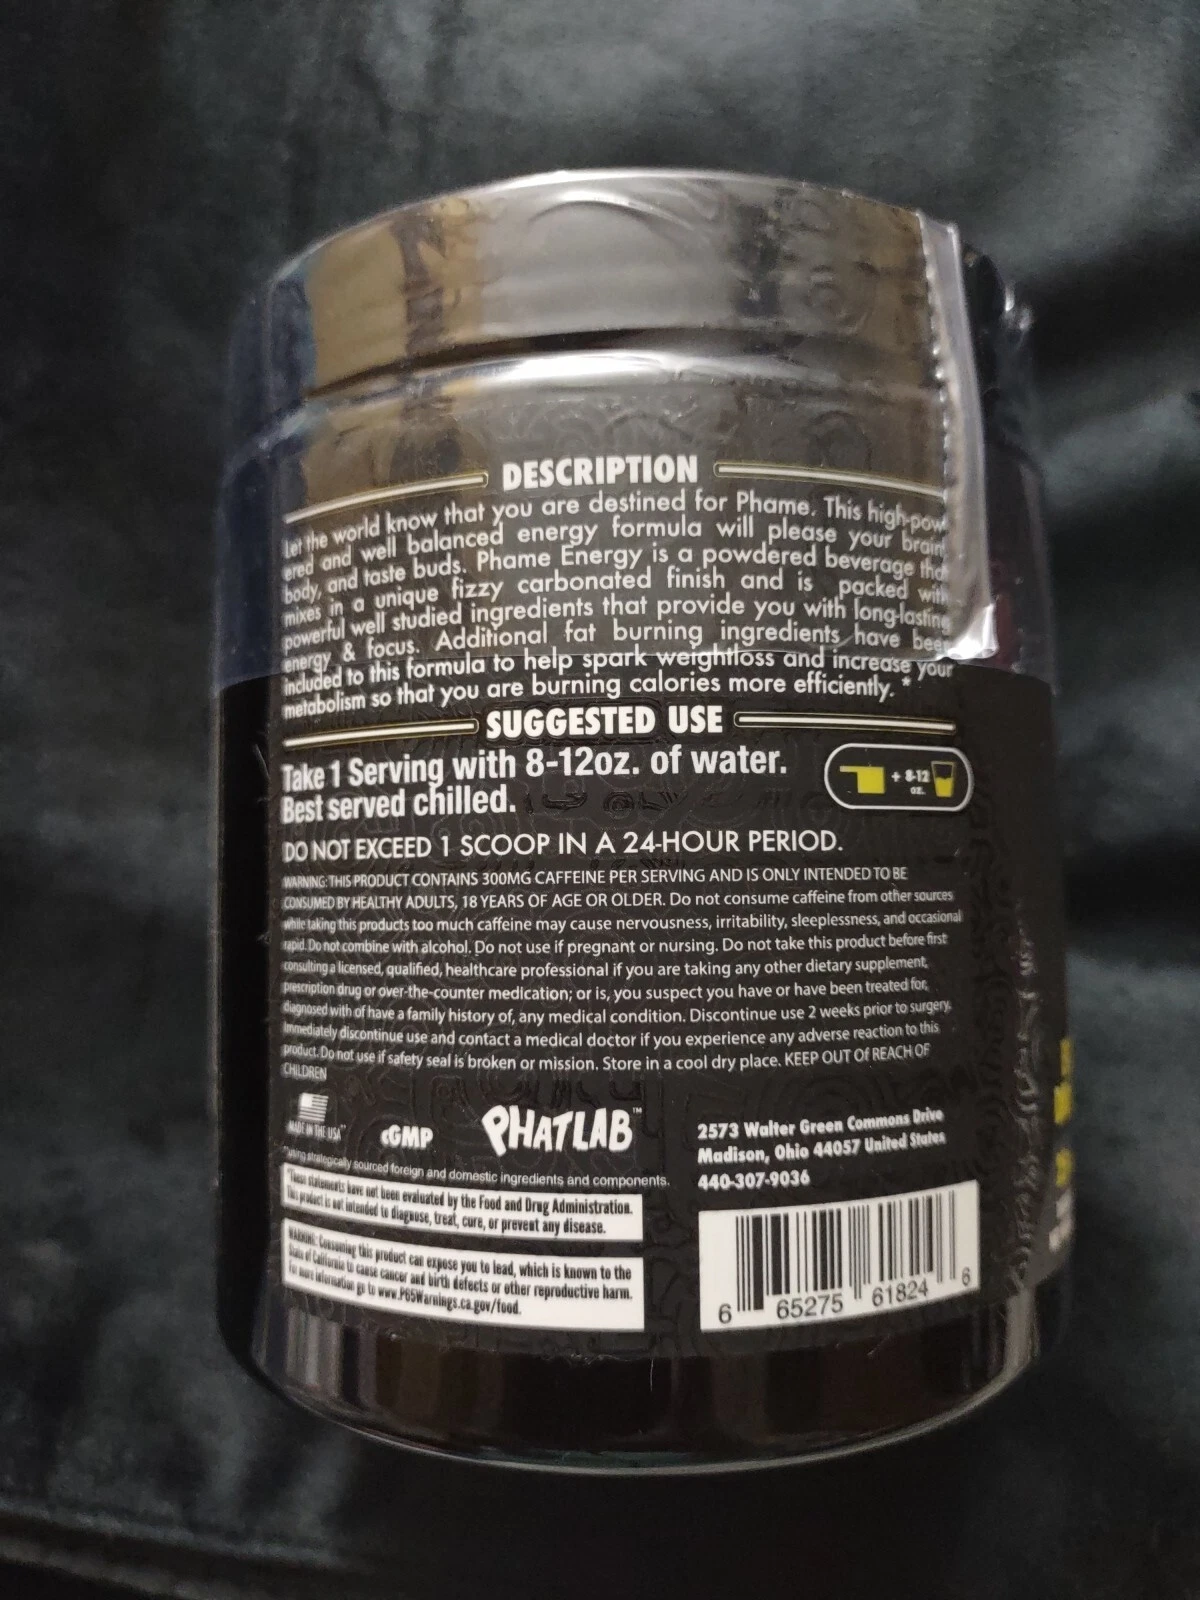 DESCRIPTION
Let the world know that you are destined for Phame. This high-pow
ered and well balanced energy formula will please your brain,
body, and taste buds. Phame Energy is a powdered beverage tha
mixes in a unique fizzy carbonated finish and is packed with
powerful well studied ingredients that provide you with long-lasting
energy & focus. Additional fat burning ingredients have been
included to this formula to help spark weightloss and increase your
metabolism so that you are burning calories more efficiently. *
SUGGESTED USE
Take 1 Serving with 8-12oz. of water.
Best served chilled.
+ 8-12
oz.
DO NOT EXCEED 1 SCOOP IN A 24-HOUR PERIOD.
WARNING: THIS PRODUCT CONTAINS 300MG CAFFEINE PER SERVING AND IS ONLY INTENDED TO BE
CONSUMED BY HEALTHY ADULTS, 18 YEARS OF AGE OR OLDER. Do not consume caffeine from other sources
while taking this products too much caffeine may cause nervousness, irritability, sleeplessness, and occasional
rapid. Do not combine with alcohol. Do not use if pregnant or nursing. Do not take this product before first
consulting a licensed, qualified, healthcare professional if you are taking any other dietary supplement,
prescription drug or over-the-counter medication; or is, you suspect you have or have been treated for,
diagnosed with of have a family history of, any medical condition. Discontinue use 2 weeks prior to surgery.
Immediately discontinue use and contact a medical doctor if you experience any adverse reaction to this
product. Do not use if safety seal is broken or mission. Store in a cool dry place. KEEP OUT Of REACH OF
CHILDREN
MADE IN THE USA**
cGMP
PHATLAB™
**using strategically sourced foreign and domestic ingredients and components.
2573 Walter Green Commons Drive
Madison, Ohio 44057 United States
440-307-9036
*These statements have not been evaluated by the Food and Drug Administration.
This product is not intended to diagnose, treat, cure, or prevent any disease.
WARNING: Consuming this product can expose you to lead, which is known to the
State of California to cause cancer and birth defects or other reproductive harm.
For more information go to www.P65Warnings.ca.gov/food.
6 65275 61824 6